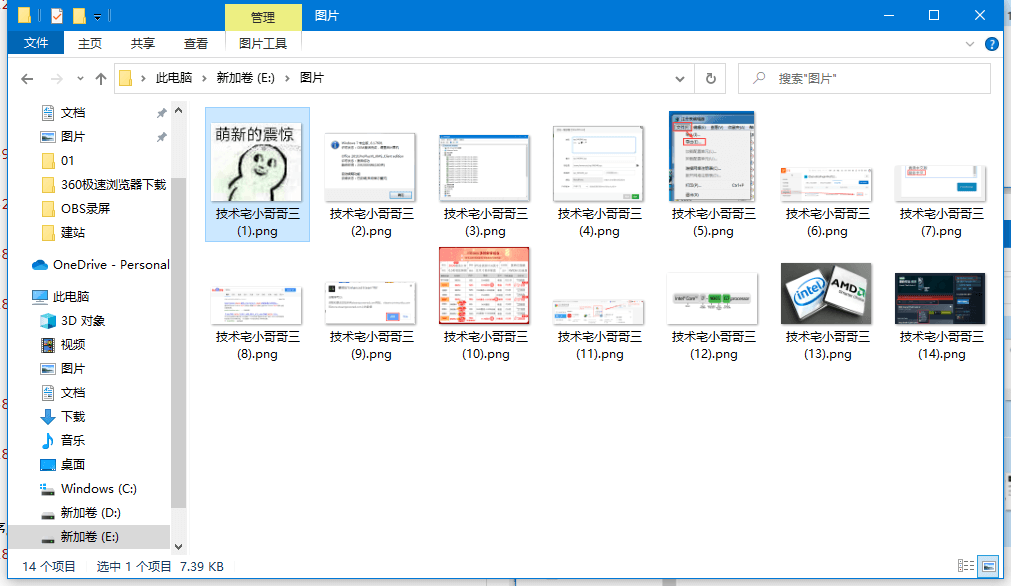 管理
图片
文件
主页
共享
查看
图片工具
此电脑
新加卷 (E:)
图片
搜索"图片"
文档
图片
01
360极速浏览器下载
OBS录屏
建站
OneDrive - Personal
此电脑
3D 对象
视频
图片
文档
下载
音乐
桌面
Windows (C:)
新加卷 (D:)
新加卷 (E:)
萌新的震惊
技术宅小哥哥三
(1).png
技术宅小哥哥三
(2).png
技术宅小哥哥三
(3).png
技术宅小哥哥三
(4).png
技术宅小哥哥三
(5).png
技术宅小哥哥三
(6).png
技术宅小哥哥三
(7).png
技术宅小哥哥三
(8).png
技术宅小哥哥三
(9).png
技术宅小哥哥三
(10).png
技术宅小哥哥三
(11).png
技术宅小哥哥三
(12).png
intel
AMD
技术宅小哥哥三
(13).png
技术宅小哥哥三
(14).png
14 个项目
选中 1 个项目
7.39 KB